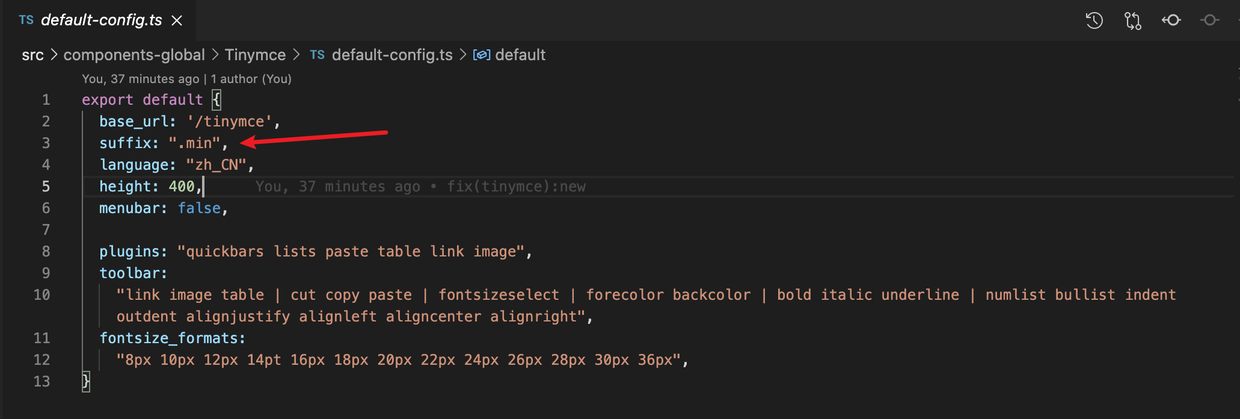 TS default-config.ts ×
src > components-global > Tinymce > TS default-config.ts > default
You, 37 minutes ago | 1 author (You)
1 export default {
2 base_url: '/tinymce',
3 suffix: ".min",
4 language: "zh_CN",
5 height: 400, You, 37 minutes ago • fix(tinymce):new
6 menubar: false,
7
8 plugins: "quickbars lists paste table link image",
9 toolbar:
10 "link image table | cut copy paste | fontsizeselect | forecolor backcolor | bold italic underline | numlist bullist indent
outdent alignjustify alignleft aligncenter alignright",
11 fontsize_formats:
12 "8px 10px 12px 14pt 16px 18px 20px 22px 24px 26px 28px 30px 36px",
13 }